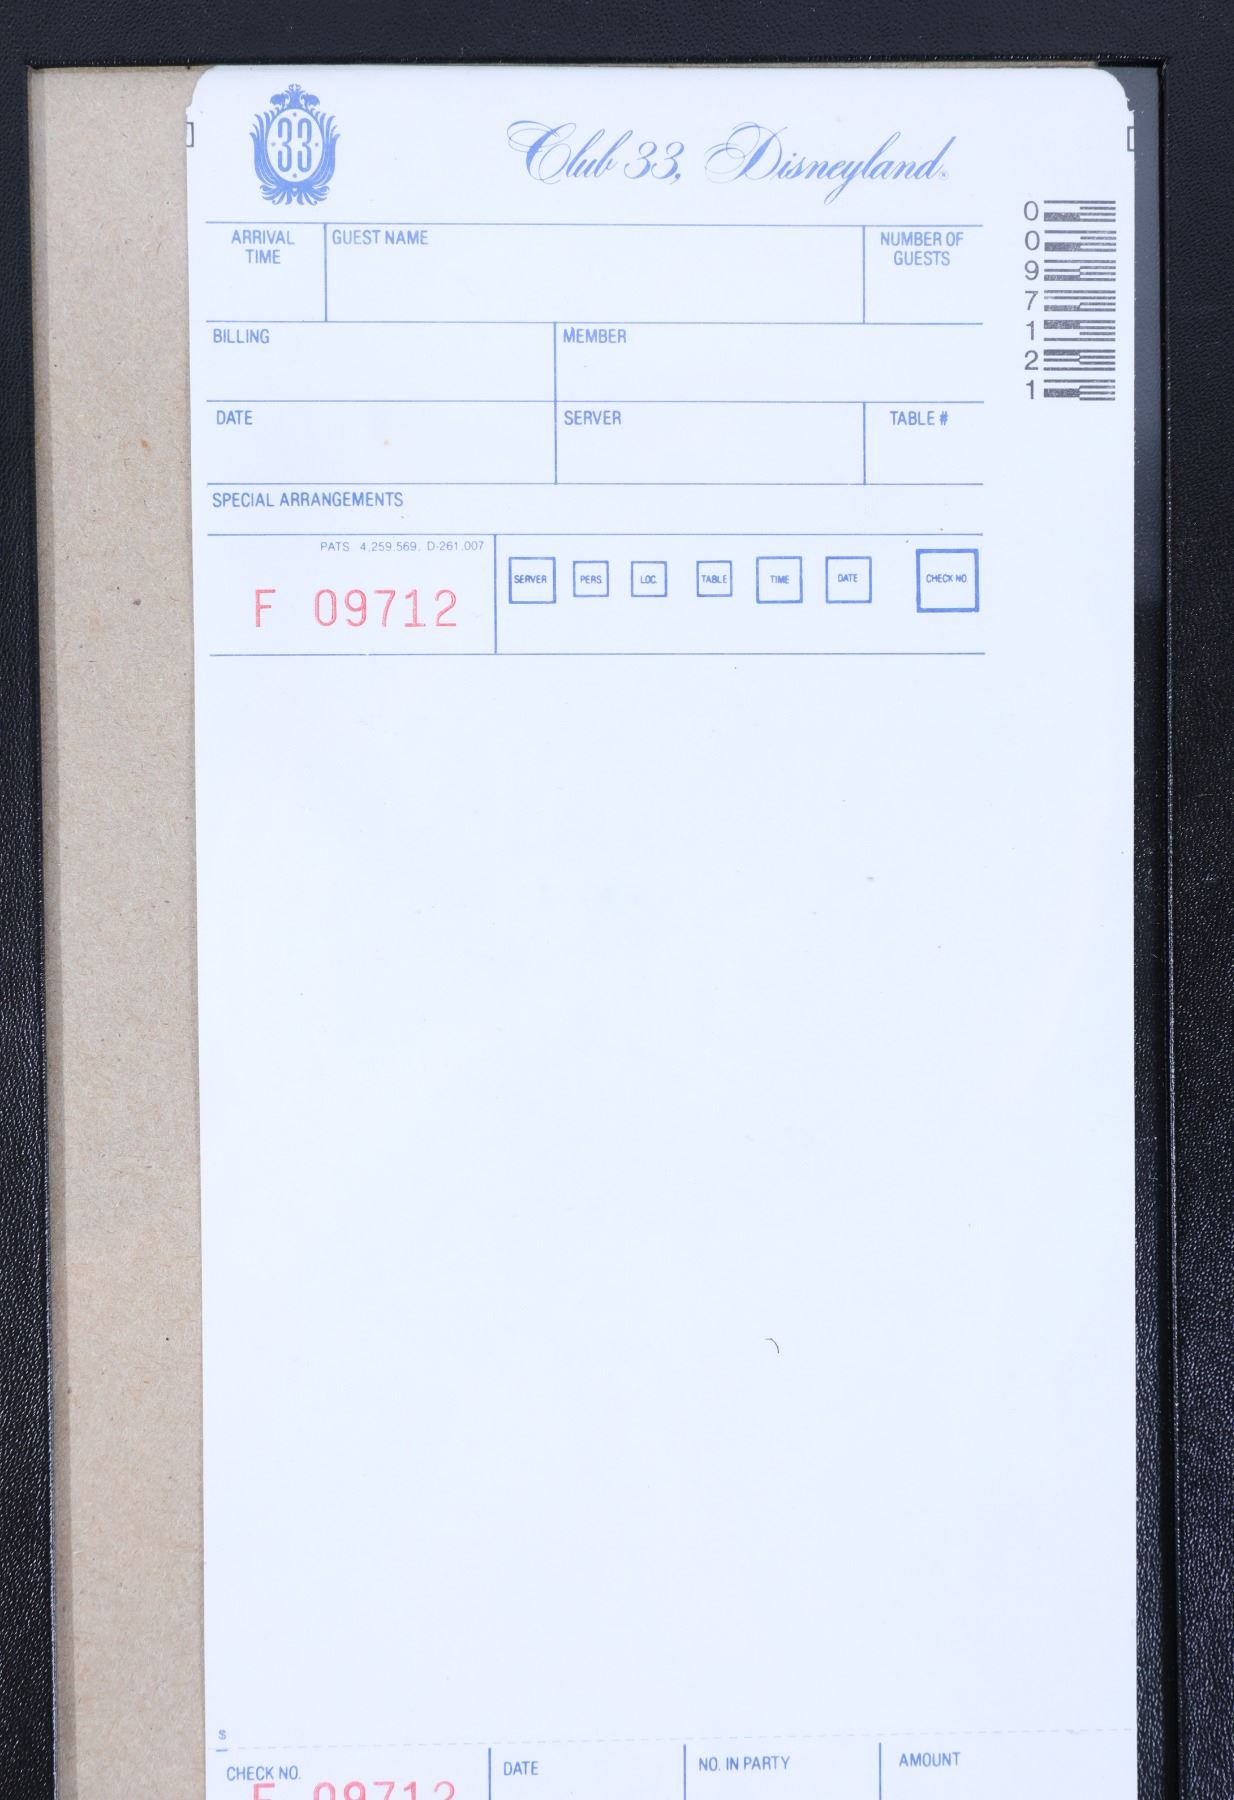 33
Club 33, Disneyland®
0
0
9
7
1
2
1
ARRIVAL TIME
GUEST NAME
NUMBER OF GUESTS
BILLING
MEMBER
DATE
SERVER
TABLE #
SPECIAL ARRANGEMENTS
PATS. 4,259,569, D-261,007
F 09712
SERVER
PERS
LOC.
TABLE
TIME
DATE
CHECK NO.
$
CHECK NO.
DATE
NO. IN PARTY
AMOUNT
F 09712